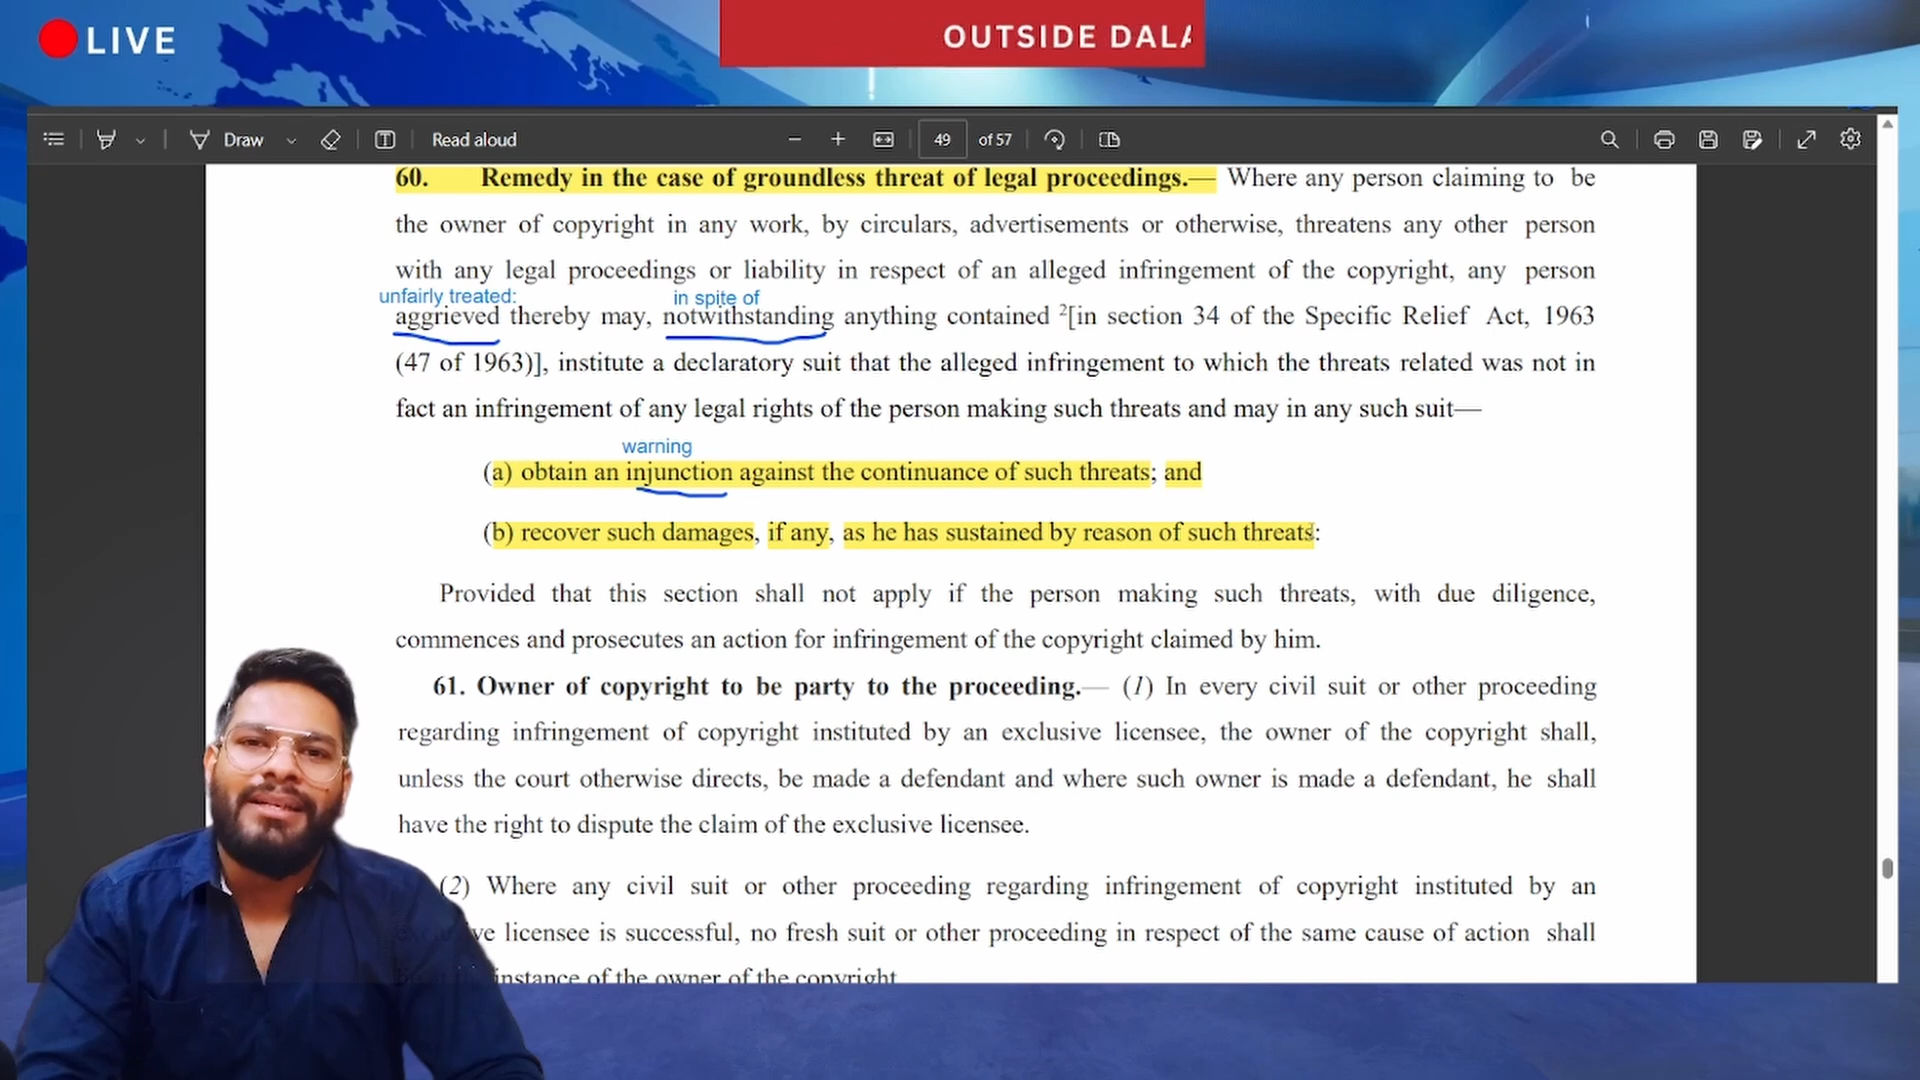 LIVE
OUTSIDE DALA
Draw
Read aloud
49 of 57
60. Remedy in the case of groundless threat of legal proceedings.— Where any person claiming to be
the owner of copyright in any work, by circulars, advertisements or otherwise, threatens any other person
with any legal proceedings or liability in respect of an alleged infringement of the copyright, any person
unfairly treated: in spite of
aggrieved thereby may, notwithstanding anything contained 2[in section 34 of the Specific Relief Act, 1963
(47 of 1963)], institute a declaratory suit that the alleged infringement to which the threats related was not in
fact an infringement of any legal rights of the person making such threats and may in any such suit—
warning
(a) obtain an injunction against the continuance of such threats; and
(b) recover such damages, if any, as he has sustained by reason of such threats:
Provided that this section shall not apply if the person making such threats, with due diligence,
commences and prosecutes an action for infringement of the copyright claimed by him.
61. Owner of copyright to be party to the proceeding.— (1) In every civil suit or other proceeding
regarding infringement of copyright instituted by an exclusive licensee, the owner of the copyright shall,
unless the court otherwise directs, be made a defendant and where such owner is made a defendant, he shall
have the right to dispute the claim of the exclusive licensee.
(2) Where any civil suit or other proceeding regarding infringement of copyright instituted by an
ve licensee is successful, no fresh suit or other proceeding in respect of the same cause of action shall
instance of the owner of the copyright